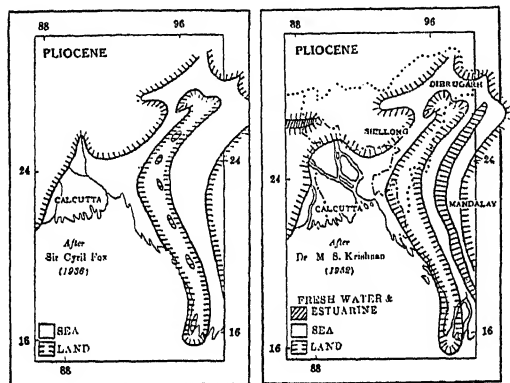 88 96
PLIOCENE
24 24
CALCUTTA
After
Sir Cyril Fox
(1936)
SEA
LAND
16 16
88
88 96
PLIOCENE
DIBRUGARH
SHILLONG
24 24
CALCUTTA
MANDALAY
After
Dr M S. Krishnan
(1952)
FRESH WATER &
ESTUARINE
SEA
LAND
16 16
88